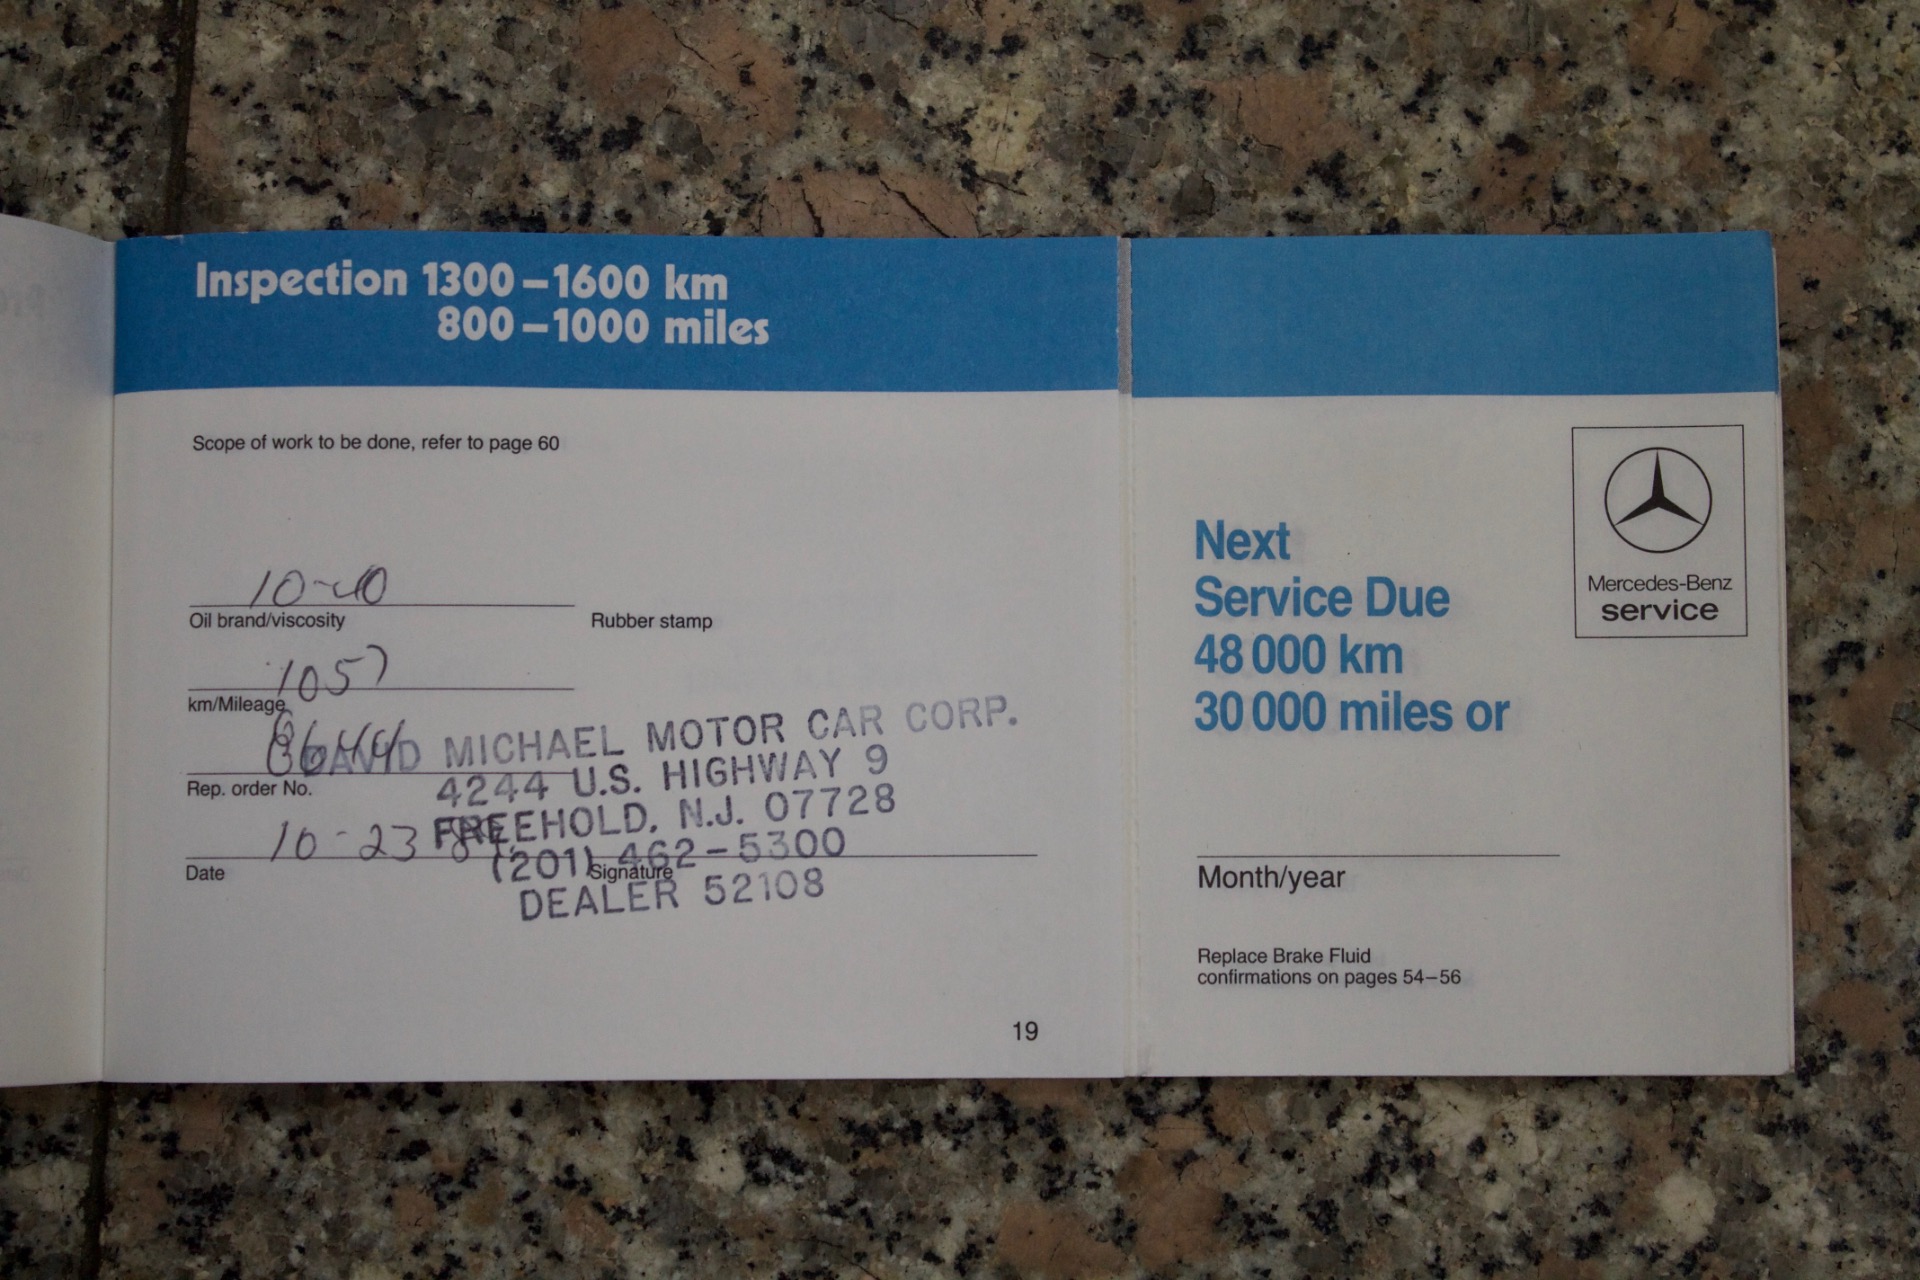 Inspection 1300–1600 km
800–1000 miles
Scope of work to be done, refer to page 60
10-40
Oil brand/viscosity
Rubber stamp
1057
km/Mileage
DAVID MICHAEL MOTOR CAR CORP.
4244 U.S. HIGHWAY 9
Rep. order No.
FREEHOLD, N.J. 07728
10-23
(201) 462-5300
Date
Signature
DEALER 52108
19
Mercedes-Benz
service
Next
Service Due
48 000 km
30 000 miles or
Month/year
Replace Brake Fluid
confirmations on pages 54–56